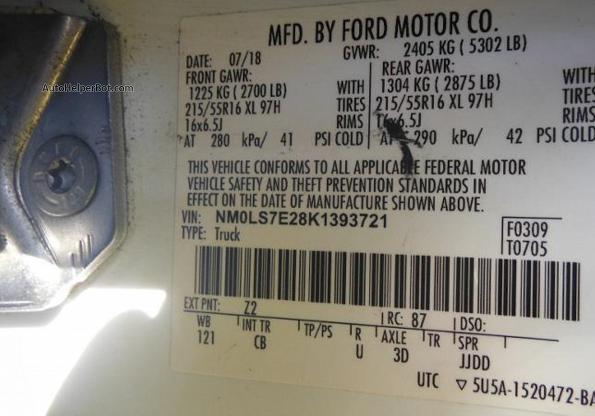 MFD. BY FORD MOTOR CO.
DATE: 07/18 GVWR: 2405 KG ( 5302 LB)
FRONT GAWR: REAR GAWR:
1225 KG ( 2700 LB) WITH 1304 KG ( 2875 LB) WITH
215/55R16 XL 97H TIRES 215/55R16 XL 97H TIRES
16x6.5J RIMS 16x6.5J RIMS
AT 280 kPa/ 41 PSI COLD AT 290 kPa/ 42 PSI COLD
THIS VEHICLE CONFORMS TO ALL APPLICABLE FEDERAL MOTOR
VEHICLE SAFETY AND THEFT PREVENTION STANDARDS IN
EFFECT ON THE DATE OF MANUFACTURE SHOWN ABOVE.
VIN: NM0LS7E28K1393721 F0309
TYPE: Truck T0705
EXT PNT: Z2 RC: 87 DSO:
WB INT TR TP/PS R AXLE TR SPR
121 CB U 3D JJDD
UTC ▽ 5U5A-1520472-BA
AutoHelperBot.com